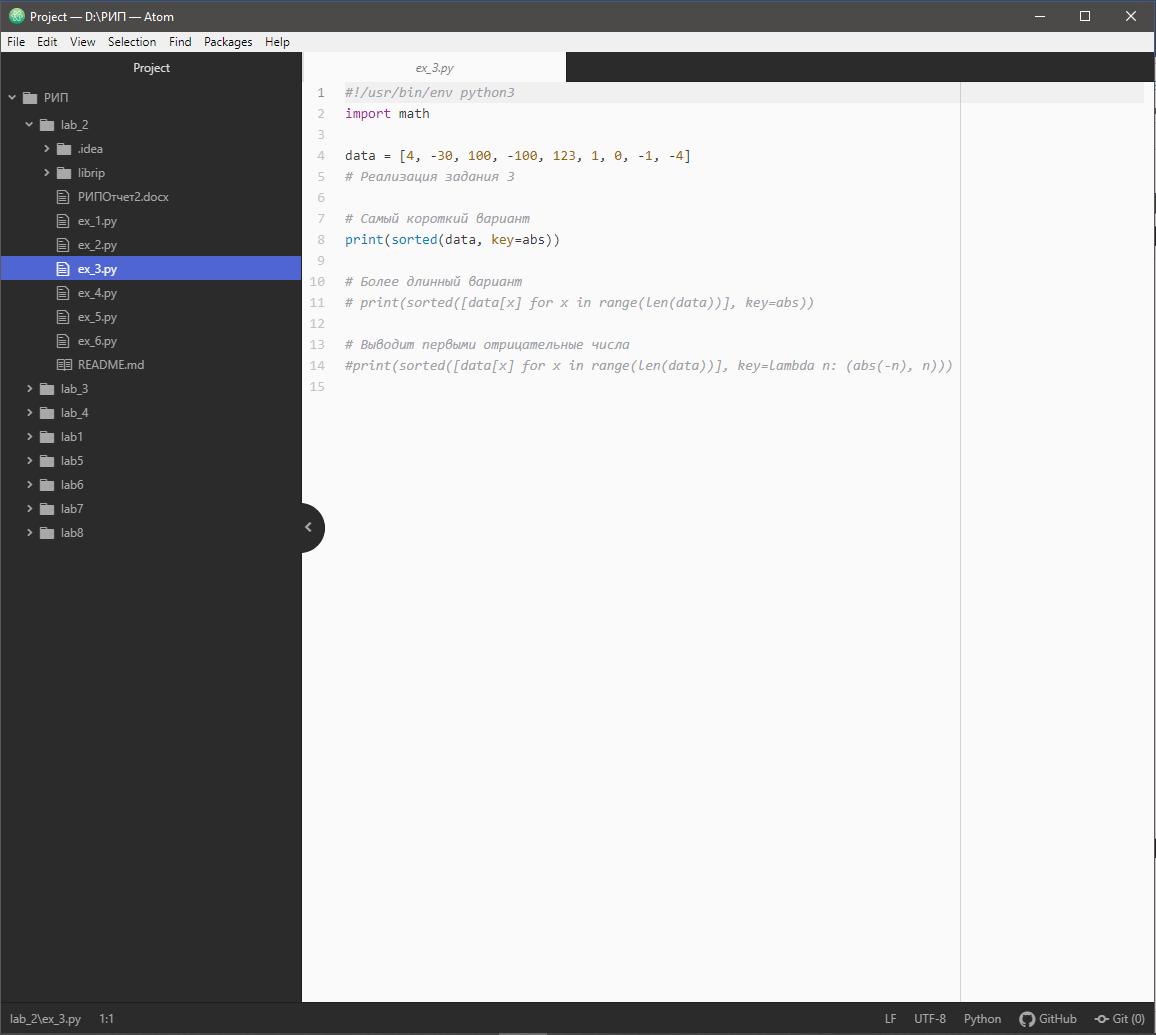 Project — D:\РИП — Atom
File Edit View Selection Find Packages Help
Project
РИП
lab_2
.idea
librip
РИПОтчет2.docx
ex_1.py
ex_2.py
ex_3.py
ex_4.py
ex_5.py
ex_6.py
README.md
lab_3
lab_4
lab1
lab5
lab6
lab7
lab8
ex_3.py
1 #!/usr/bin/env python3
2 import math
3
4 data = [4, -30, 100, -100, 123, 1, 0, -1, -4]
5 # Реализация задания 3
6
7 # Самый короткий вариант
8 print(sorted(data, key=abs))
9
10 # Более длинный вариант
11 # print(sorted([data[x] for x in range(len(data))], key=abs))
12
13 # Выводит первыми отрицательные числа
14 #print(sorted([data[x] for x in range(len(data))], key=lambda n: (abs(-n), n)))
15
lab_2\ex_3.py 1:1 LF UTF-8 Python GitHub Git (0)